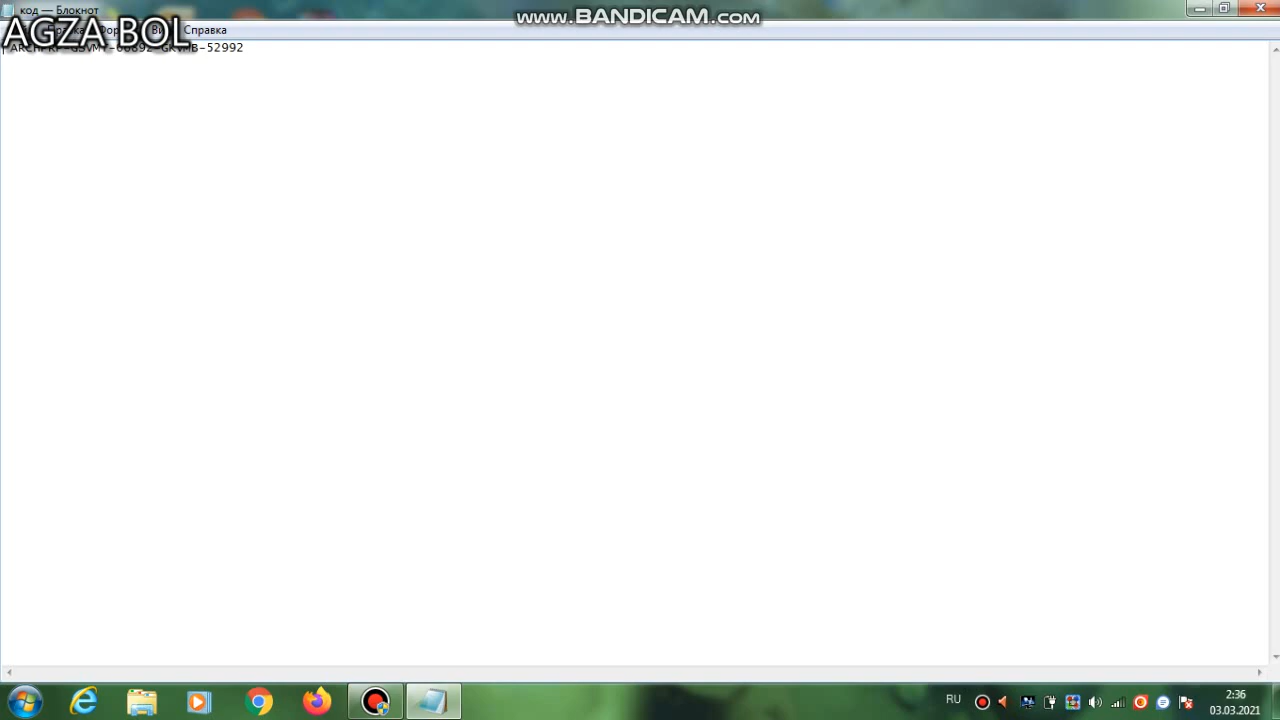 код — Блокнот
www.BANDICAM.com
AGZA BOL
Справка
-52992
RU
2:36
03.03.2021